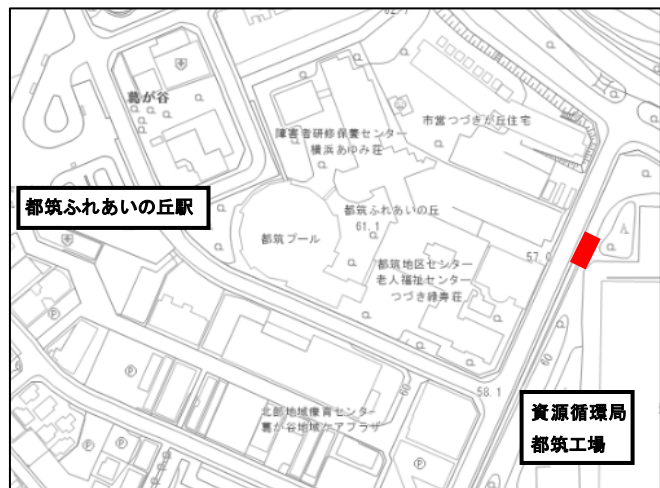 62.7
葛が谷
市営つづきが丘住宅
障害者研修保養センター
横浜あゆみ荘
都筑ふれあいの丘駅
都筑ふれあいの丘
61.1
都筑プール
57.0
都筑地区センター
老人福祉センター
つづき緑寿荘
60
58.1
60
北部地域療育センター
葛が谷地域ケアプラザ
資源循環局
都筑工場